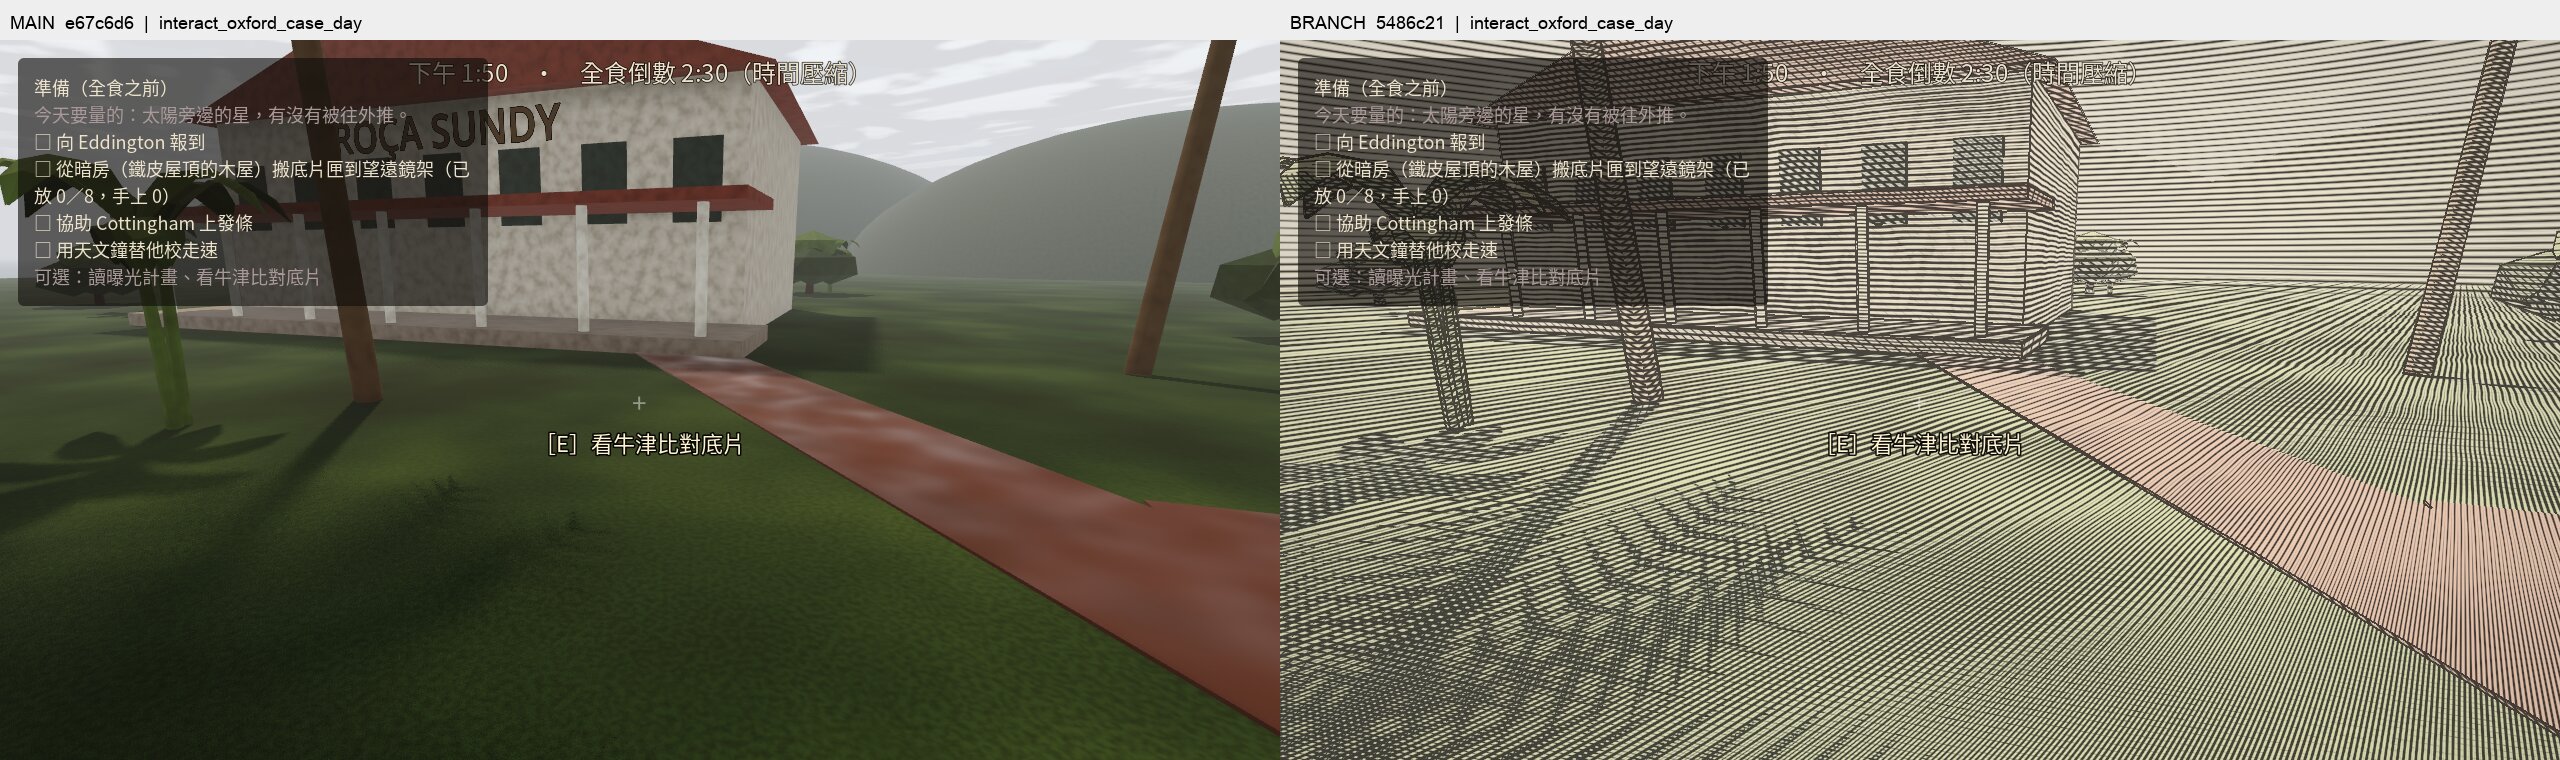 MAIN e67c6d6 | interact_oxford_case_day
下午 1:50 · 全食倒數 2:30（時間壓縮）
準備（全食之前）
今天要量的：太陽旁邊的星，有沒有被往外推。
□ 向 Eddington 報到
□ 從暗房（鐵皮屋頂的木屋）搬底片匣到望遠鏡架（已
放 0／8，手上 0）
□ 協助 Cottingham 上發條
□ 用天文鐘替他校走速
可選：讀曝光計畫、看牛津比對底片
ROÇA SUNDY
［E］看牛津比對底片
BRANCH 5486c21 | interact_oxford_case_day
下午 1:50 · 全食倒數 2:30（時間壓縮）
準備（全食之前）
今天要量的：太陽旁邊的星，有沒有被往外推。
□ 向 Eddington 報到
□ 從暗房（鐵皮屋頂的木屋）搬底片匣到望遠鏡架（已
放 0／8，手上 0）
□ 協助 Cottingham 上發條
□ 用天文鐘替他校走速
可選：讀曝光計畫、看牛津比對底片
［E］看牛津比對底片